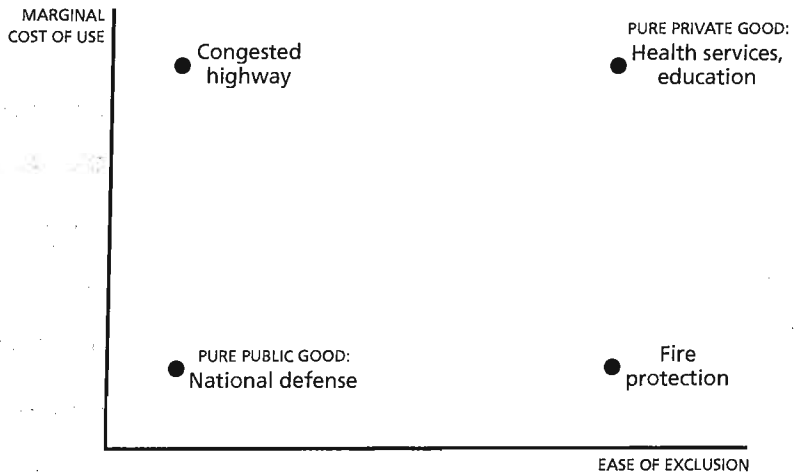 MARGINAL
COST OF USE
Congested
highway
PURE PRIVATE GOOD:
Health services,
education
PURE PUBLIC GOOD:
National defense
Fire
protection
EASE OF EXCLUSION